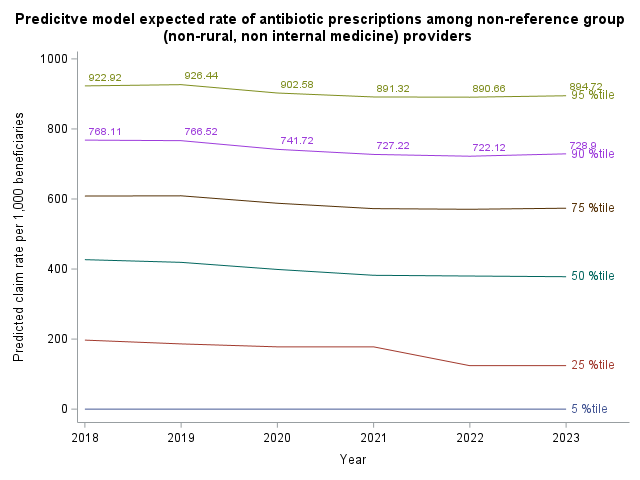 Predicitve model expected rate of antibiotic prescriptions among non-reference group
(non-rural, non internal medicine) providers
1000
800
600
400
200
0
Predicted claim rate per 1,000 beneficiaries
922.92 926.44 902.58 891.32 890.66 894.72
95 %tile
768.11 766.52 741.72 727.22 722.12 728.9
90 %tile
75 %tile
50 %tile
25 %tile
5 %tile
2018 2019 2020 2021 2022 2023
Year